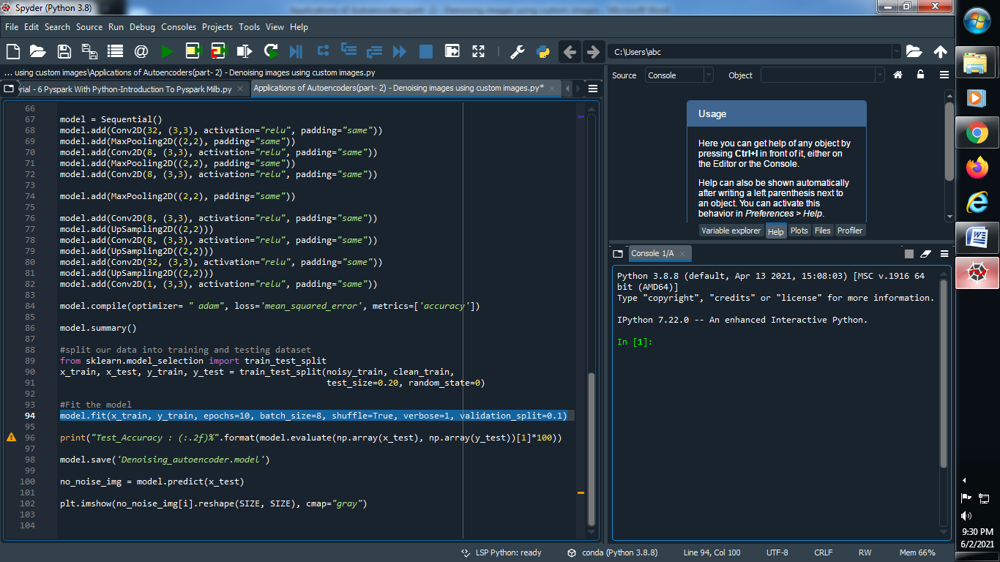 Spyder (Python 3.8)
File Edit Search Source Run Debug Consoles Projects Tools View Help
C:\Users\abc
... using custom images\Applications of Autoencoders(part- 2) - Denoising images using custom images.py
rial - 6 Pyspark With Python-Introduction To Pyspark Milb.py
Applications of Autoencoders(part- 2) - Denoising images using custom images.py*
66
67 model = Sequential()
68 model.add(Conv2D(32, (3,3), activation="relu", padding="same"))
69 model.add(MaxPooling2D((2,2), padding="same"))
70 model.add(Conv2D(8, (3,3), activation="relu", padding="same"))
71 model.add(MaxPooling2D((2,2), padding="same"))
72 model.add(Conv2D(8, (3,3), activation="relu", padding="same"))
73
74 model.add(MaxPooling2D((2,2), padding="same"))
75
76 model.add(Conv2D(8, (3,3), activation="relu", padding="same"))
77 model.add(UpSampling2D((2,2)))
78 model.add(Conv2D(8, (3,3), activation="relu", padding="same"))
79 model.add(UpSampling2D((2,2)))
80 model.add(Conv2D(32, (3,3), activation="relu", padding="same"))
81 model.add(UpSampling2D((2,2)))
82 model.add(Conv2D(1, (3,3), activation="relu", padding="same"))
83
84 model.compile(optimizer= " adam", loss='mean_squared_error', metrics=['accuracy'])
85
86 model.summary()
87
88 #split our data into training and testing dataset
89 from sklearn.model_selection import train_test_split
90 x_train, x_test, y_train, y_test = train_test_split(noisy_train, clean_train,
91 test_size=0.20, random_state=0)
92
93 #Fit the model
94 model.fit(x_train, y_train, epochs=10, batch_size=8, shuffle=True, verbose=1, validation_split=0.1)
95
96 print("Test_Accuracy : (:.2f)%".format(model.evaluate(np.array(x_test), np.array(y_test))[1]*100))
97
98 model.save('Denoising_autoencoder.model')
99
100 no_noise_img = model.predict(x_test)
101
102 plt.imshow(no_noise_img[i].reshape(SIZE, SIZE), cmap="gray")
103
104
Source Console Object
Usage
Here you can get help of any object by
pressing Ctrl+I in front of it, either on
the Editor or the Console.
Help can also be shown automatically
after writing a left parenthesis next to
an object. You can activate this
behavior in Preferences > Help.
Variable explorer Help Plots Files Profiler
Console 1/A
Python 3.8.8 (default, Apr 13 2021, 15:08:03) [MSC v.1916 64
bit (AMD64)]
Type "copyright", "credits" or "license" for more information.
IPython 7.22.0 -- An enhanced Interactive Python.
In [1]:
LSP Python: ready conda (Python 3.8.8) Line 94, Col 100 UTF-8 CRLF RW Mem 66%
9:30 PM
6/2/2021